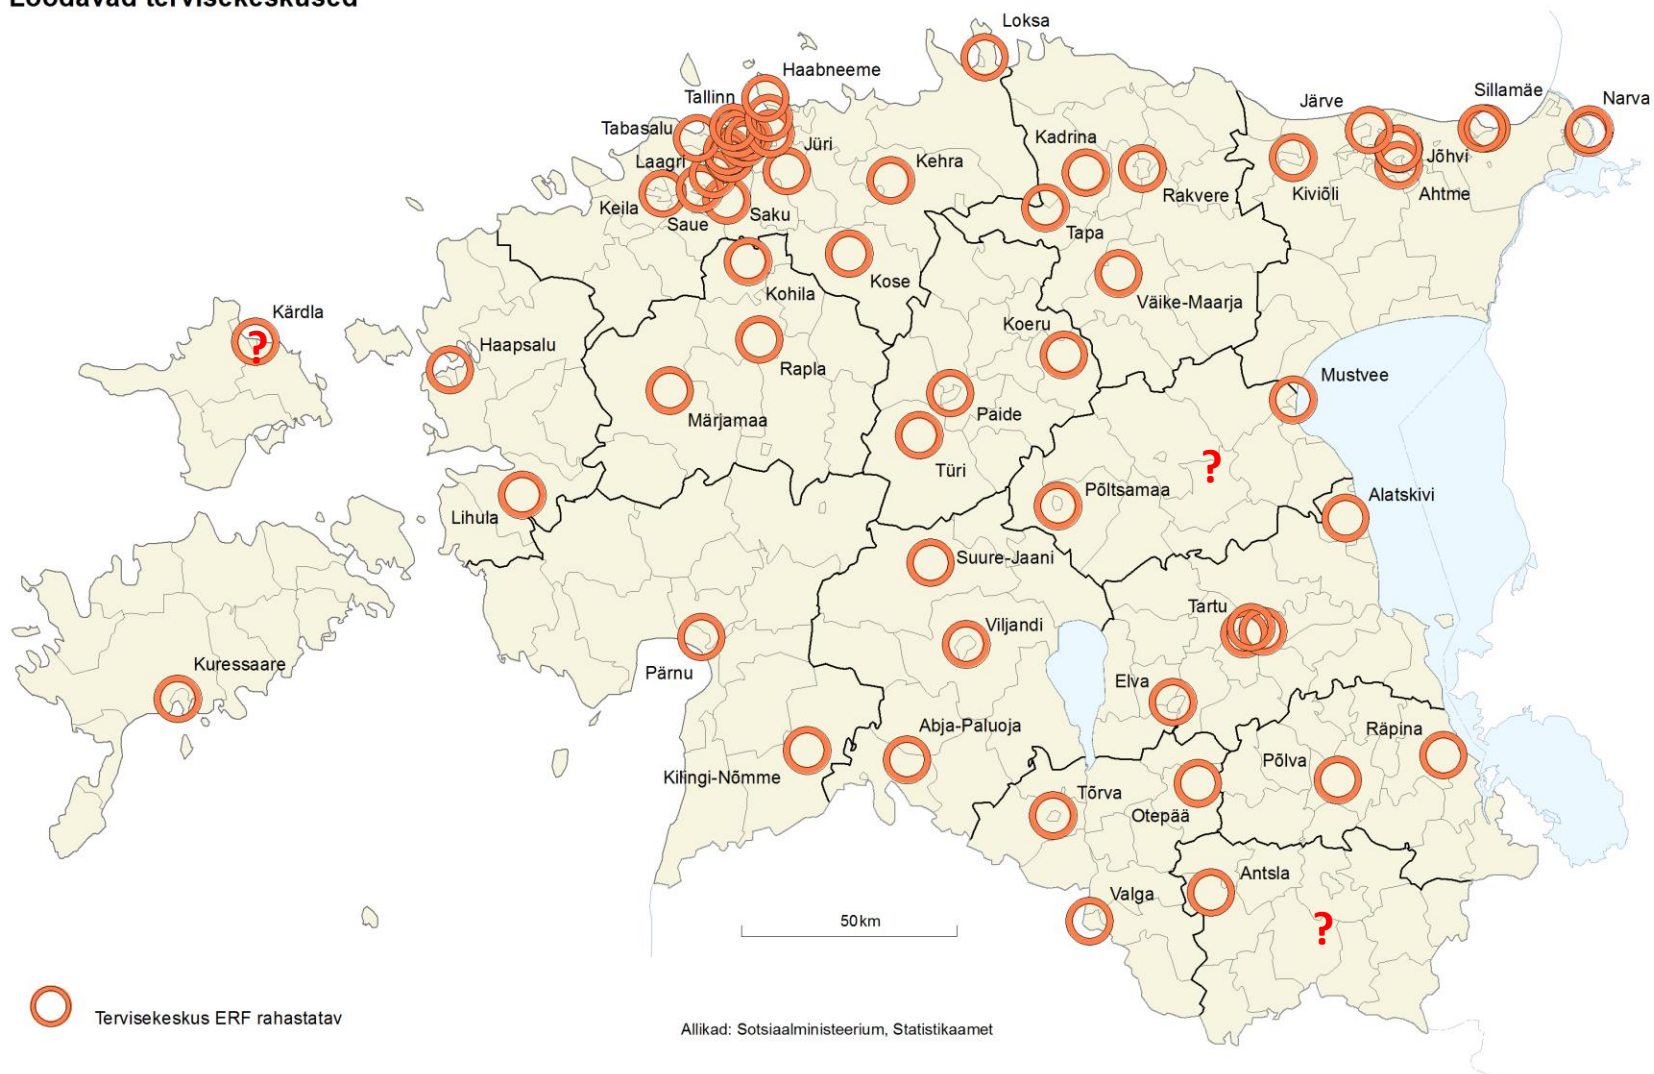 Loodavad tervisekeskused
Loksa
Haabneeme
Tallinn
Sillamäe
Järve
Narva
Tabasalu
Kadrina
Jüri
Laagri
Kehra
Jõhvi
Rakvere
Kiviõli
Ahtme
Keila
Saku
Saue
Tapa
Kose
Kohila
Väike-Maarja
Kärdla
?
Koeru
Haapsalu
Rapla
Mustvee
Paide
Märjamaa
Türi
?
Põltsamaa
Alatskivi
Lihula
Suure-Jaani
Tartu
Viljandi
Kuressaare
Pärnu
Elva
Abja-Paluoja
Räpina
Põlva
Kilingi-Nõmme
Tõrva
Otepää
Antsla
Valga
50 km
?
Tervisekeskus ERF rahastatav
Allikad: Sotsiaalministeerium, Statistikaamet